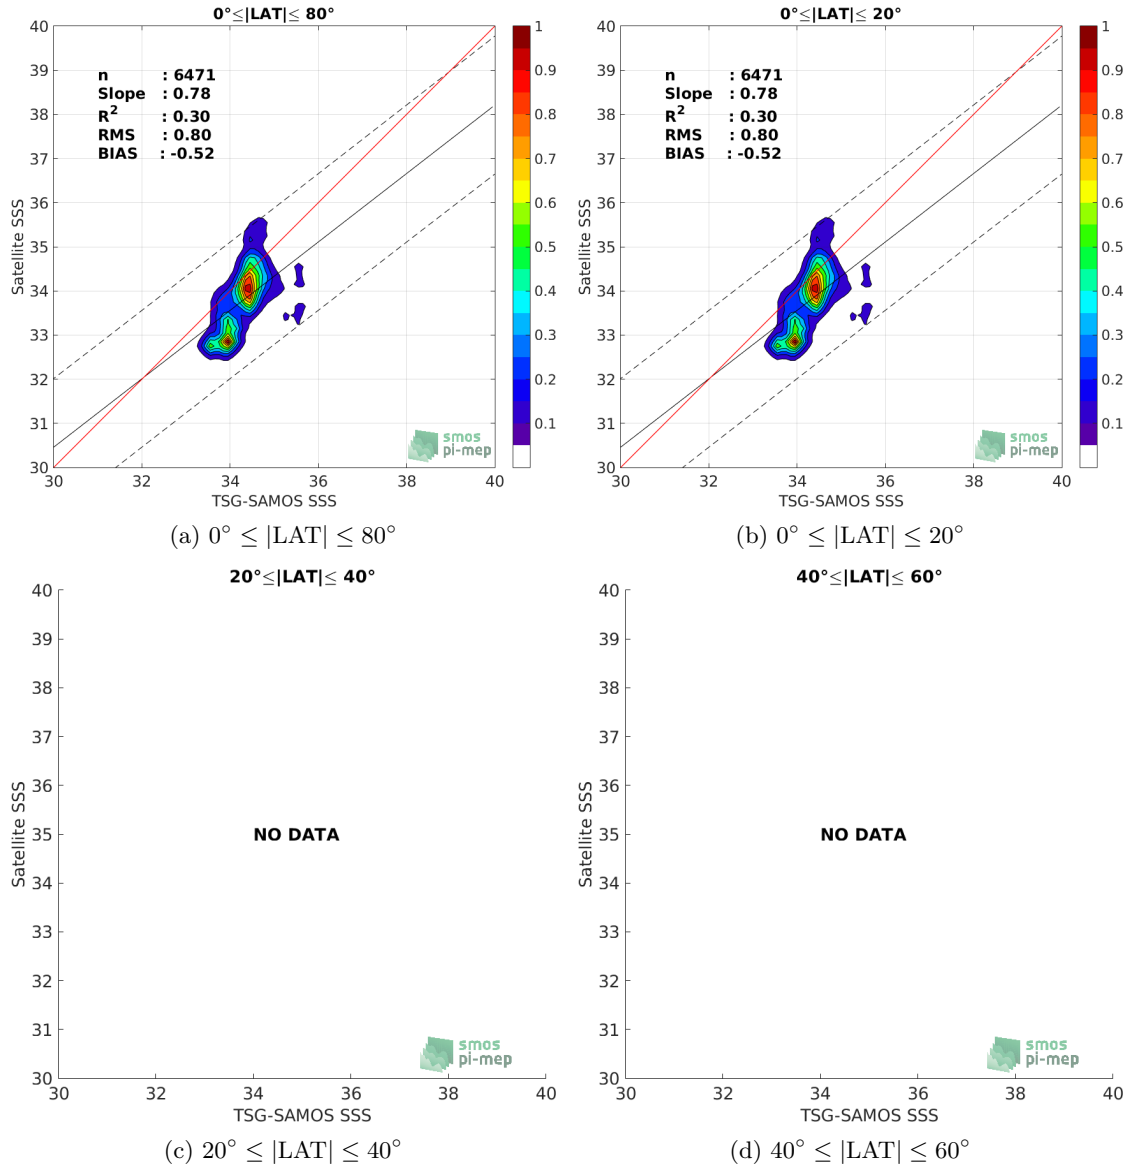 0°≤|LAT|≤ 80°
40
39
38
37
36
35
34
33
32
31
30
Satellite SSS
n : 6471
Slope : 0.78
R² : 0.30
RMS : 0.80
BIAS : -0.52
smos
pi-mep
30 32 34 36 38 40
TSG-SAMOS SSS
1
0.9
0.8
0.7
0.6
0.5
0.4
0.3
0.2
0.1
(a) 0° ≤ |LAT| ≤ 80°
0°≤|LAT|≤ 20°
40
39
38
37
36
35
34
33
32
31
30
Satellite SSS
n : 6471
Slope : 0.78
R² : 0.30
RMS : 0.80
BIAS : -0.52
smos
pi-mep
30 32 34 36 38 40
TSG-SAMOS SSS
1
0.9
0.8
0.7
0.6
0.5
0.4
0.3
0.2
0.1
(b) 0° ≤ |LAT| ≤ 20°
20°≤|LAT|≤ 40°
40
39
38
37
36
35
34
33
32
31
30
Satellite SSS
NO DATA
smos
pi-mep
30 32 34 36 38 40
TSG-SAMOS SSS
(c) 20° ≤ |LAT| ≤ 40°
40°≤|LAT|≤ 60°
40
39
38
37
36
35
34
33
32
31
30
Satellite SSS
NO DATA
smos
pi-mep
30 32 34 36 38 40
TSG-SAMOS SSS
(d) 40° ≤ |LAT| ≤ 60°